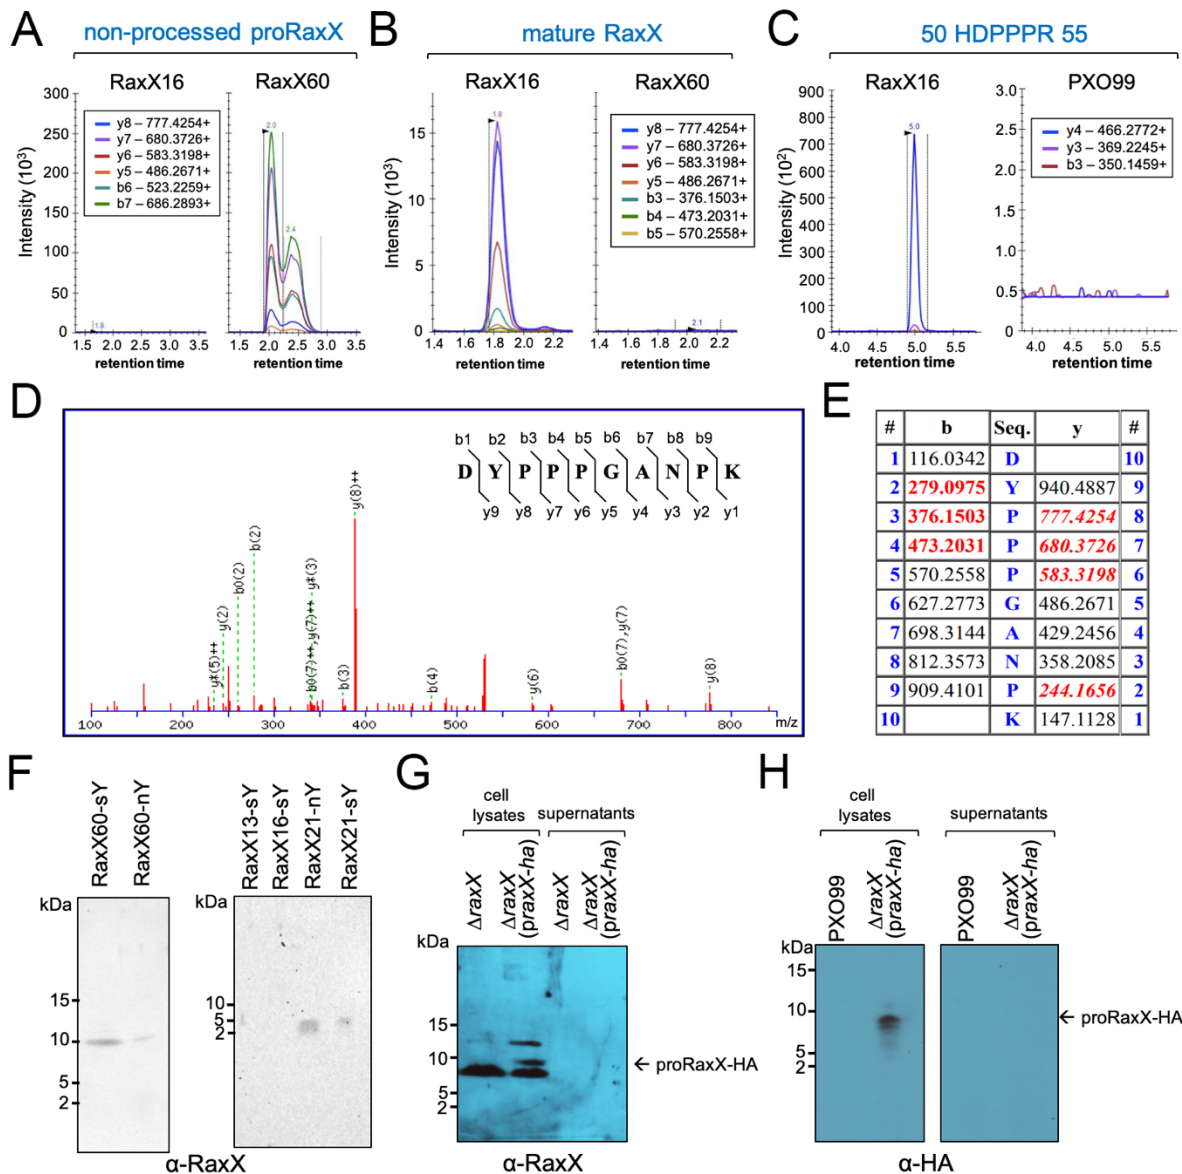 A
non-processed proRaxX
RaxX16
RaxX60
Intensity (10³)
300
250
200
150
100
50
0
y8 – 777.4254+
y7 – 680.3726+
y6 – 583.3198+
y5 – 486.2671+
b6 – 523.2259+
b7 – 686.2893+
1.8
2.0
2.4
1.5 2.0 2.5 3.0 3.5
retention time
1.5 2.0 2.5 3.0 3.5
retention time
B
mature RaxX
RaxX16
RaxX60
Intensity (10³)
15
10
5
0
1.8
y8 – 777.4254+
y7 – 680.3726+
y6 – 583.3198+
y5 – 486.2671+
b3 – 376.1503+
b4 – 473.2031+
b5 – 570.2558+
2.1
1.4 1.6 1.8 2.0 2.2
retention time
1.4 1.6 1.8 2.0 2.2
retention time
C
50 HDPPPR 55
RaxX16
PXO99
Intensity (10²)
900
800
700
600
500
400
300
200
100
0
5.0
4.0 4.5 5.0 5.5
retention time
3.0
2.5
2.0
1.5
1.0
0.5
0.0
y4 – 466.2772+
y3 – 369.2245+
b3 – 350.1459+
4.0 4.5 5.0 5.5
retention time
D
b1 b2 b3 b4 b5 b6 b7 b8 b9
D Y P P P G A N P K
y9 y8 y7 y6 y5 y4 y3 y2 y1
y*(5)++
y(2)
b0(2)
b(2)
b0(7)++,y(7)++
y*(3)
b(3)
y(8)++
b(4)
y(6)
b0(7),y(7)
y(8)
100 200 300 400 500 600 700 800
m/z
E
# b Seq. y #
1 116.0342 D 10
2 279.0975 Y 940.4887 9
3 376.1503 P 777.4254 8
4 473.2031 P 680.3726 7
5 570.2558 P 583.3198 6
6 627.2773 G 486.2671 5
7 698.3144 A 429.2456 4
8 812.3573 N 358.2085 3
9 909.4101 P 244.1656 2
10 K 147.1128 1
F
RaxX60-sY
RaxX60-nY
kDa
15
10
5
2
RaxX13-sY
RaxX16-sY
RaxX21-nY
RaxX21-sY
kDa
10
5
2
α-RaxX
G
cell
lysates
supernatants
ΔraxX
ΔraxX
(praxX-ha)
ΔraxX
ΔraxX
(praxX-ha)
kDa
15
10
5
2
← proRaxX-HA
α-RaxX
H
cell
lysates
supernatants
PXO99
ΔraxX
(praxX-ha)
PXO99
ΔraxX
(praxX-ha)
kDa
15
10
5
2
← proRaxX-HA
α-HA